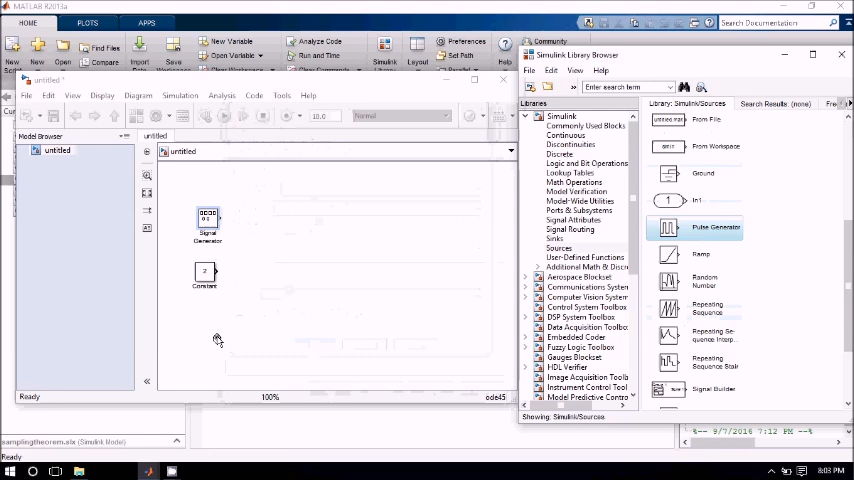 MATLAB R2013a
HOME
PLOTS
APPS
Search Documentation
Find Files
Compare
New Variable
Open Variable
Analyze Code
Run and Time
Preferences
Set Path
Community
New
New
Open
Import
Save
Simulink
Layout
Help
Data
Workspace
Library
untitled *
File Edit View Display Diagram Simulation Analysis Code Tools Help
10.0
Normal
Model Browser
untitled
untitled
untitled
Signal
Generator
2
Constant
Ready
100%
ode45
Simulink Library Browser
File Edit View Help
Enter search term
Libraries
Library: Simulink/Sources
Search Results: (none)
Simulink
Commonly Used Blocks
Continuous
Discontinuities
Discrete
Logic and Bit Operations
Lookup Tables
Math Operations
Model Verification
Model-Wide Utilities
Ports & Subsystems
Signal Attributes
Signal Routing
Sinks
Sources
User-Defined Functions
Additional Math & Discre
Aerospace Blockset
Communications System
Computer Vision System
Control System Toolbox
DSP System Toolbox
Data Acquisition Toolbo
Embedded Coder
Fuzzy Logic Toolbox
Gauges Blockset
HDL Verifier
Image Acquisition Toolb
Instrument Control Tool
Model Predictive Contro
untitled.mat
From File
From Workspace
Ground
1
In1
Pulse Generator
Ramp
Random
Number
Repeating
Sequence
Repeating Se-
quence Interp...
Repeating
Sequence Stair
Signal Builder
Showing: Simulink/Sources
samplingtheorem.slx (Simulink Model)
%-- 9/7/2016 7:12 PM --%
8:03 PM